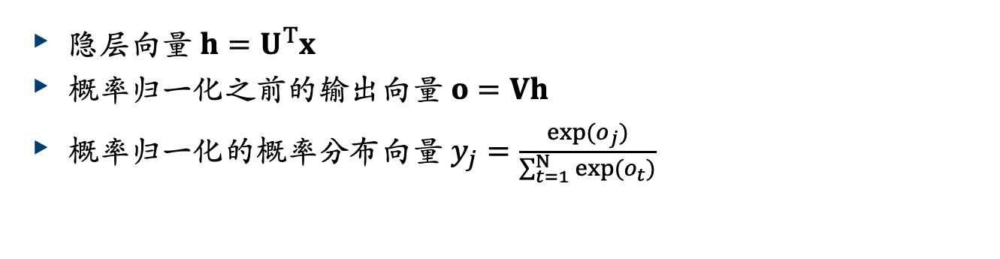 ▶ 隐层向量 𝐡 = 𝐔ᵀ𝐱
▶ 概率归一化之前的输出向量 𝐨 = 𝐕𝐡
▶ 概率归一化的概率分布向量 y_j = exp(o_j) / ∑_{t=1}^{N} exp(o_t)